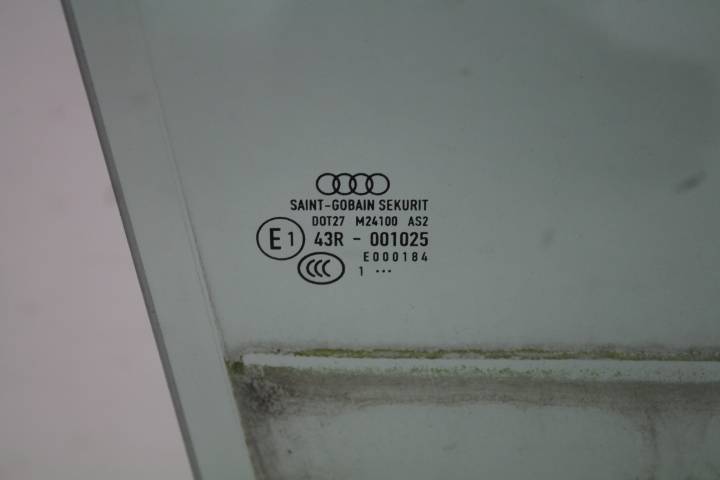 SAINT-GOBAIN SEKURIT
DOT27 M24100 AS2
E1 43R - 001025
E000184
CCC 1 ...